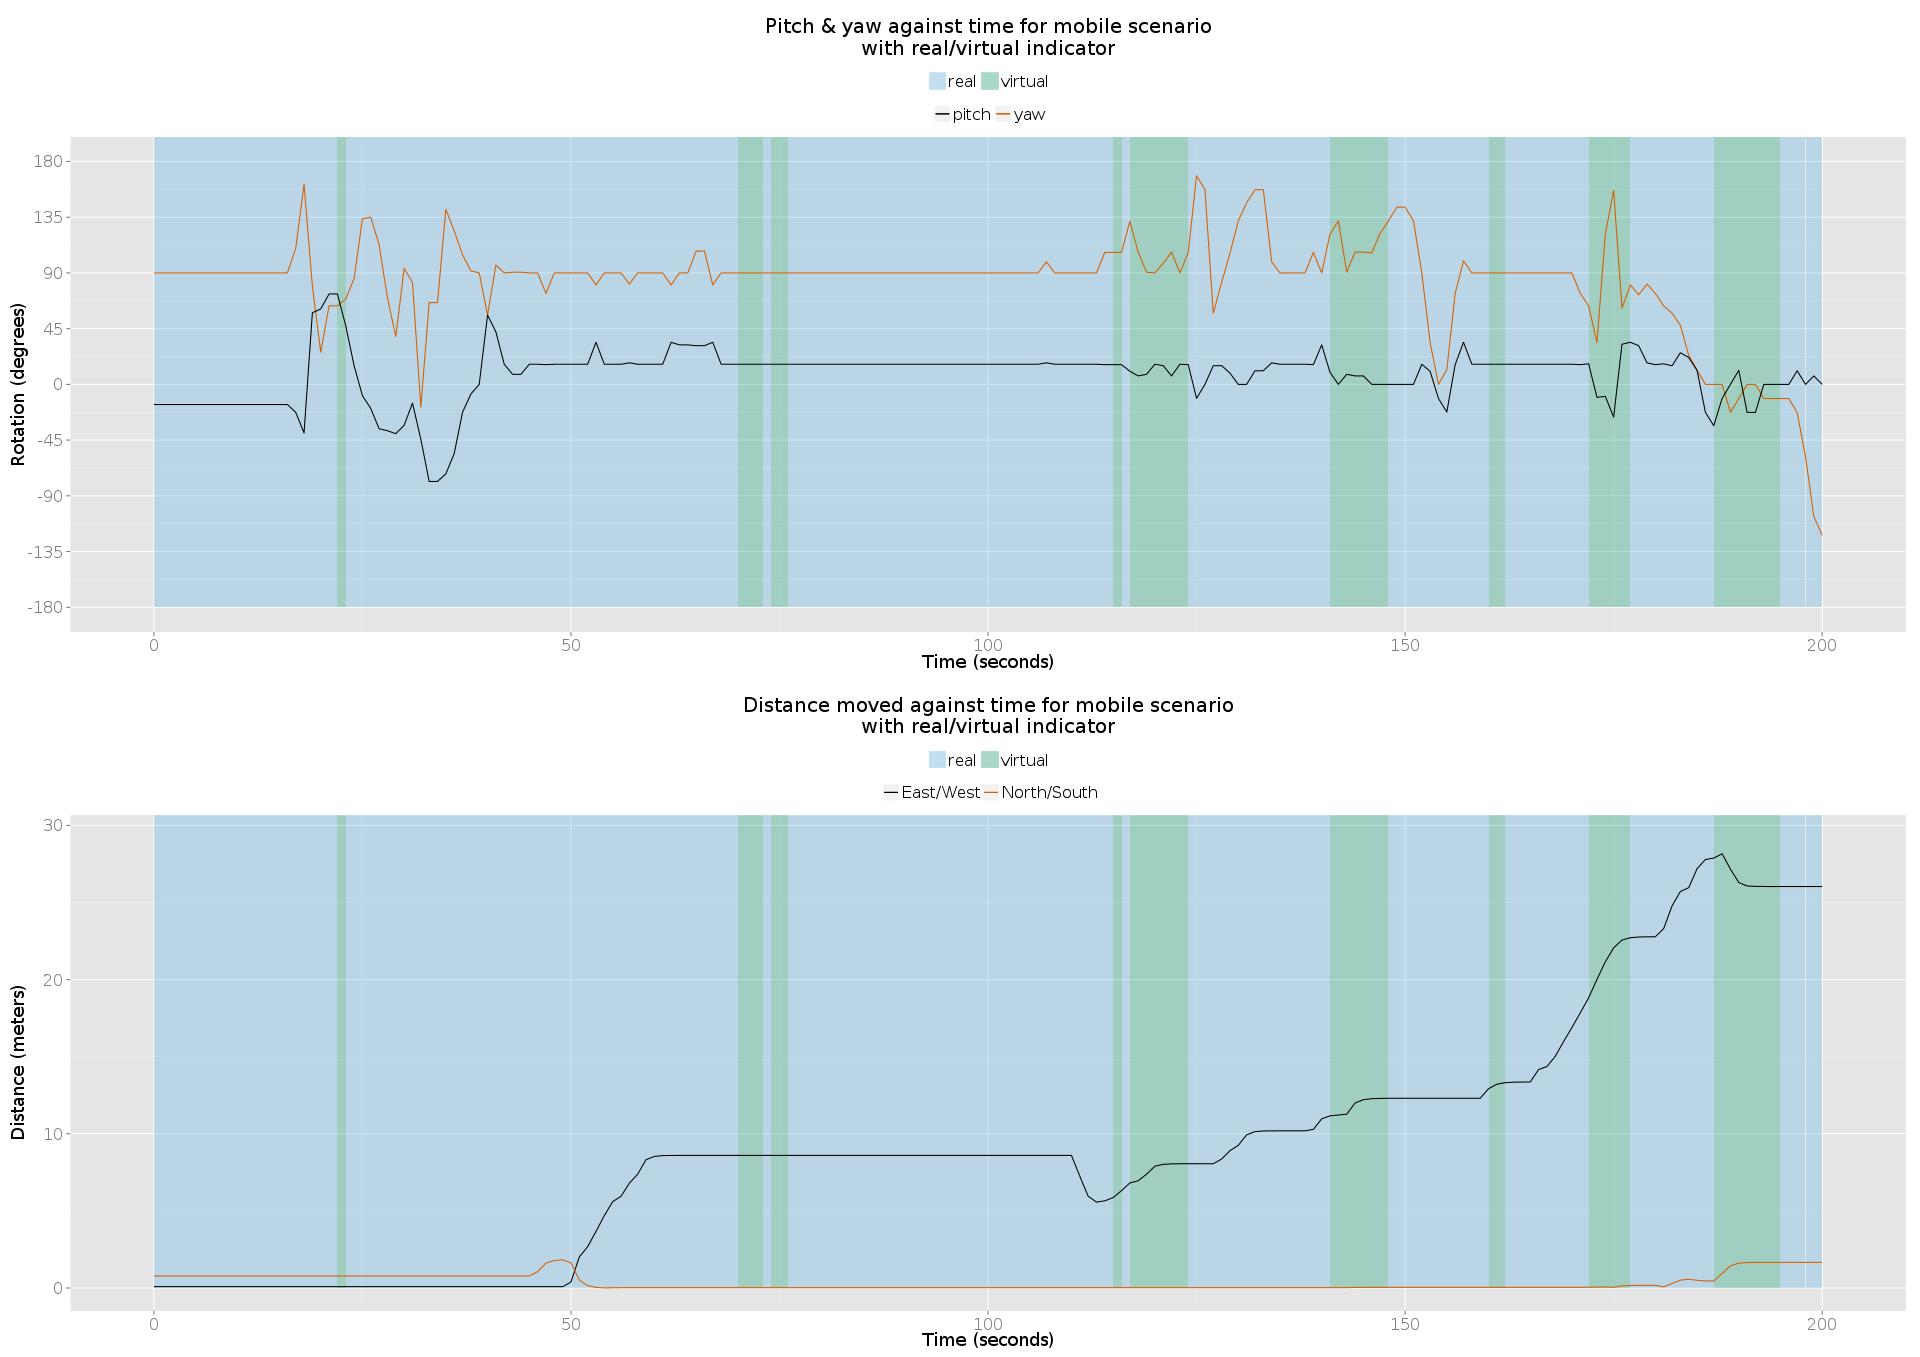 Pitch & yaw against time for mobile scenario
with real/virtual indicator
real virtual
pitch yaw
180
135
90
45
0
-45
-90
-135
-180
Rotation (degrees)
0 50 100 150 200
Time (seconds)
Distance moved against time for mobile scenario
with real/virtual indicator
real virtual
East/West North/South
30
20
10
0
Distance (meters)
0 50 100 150 200
Time (seconds)